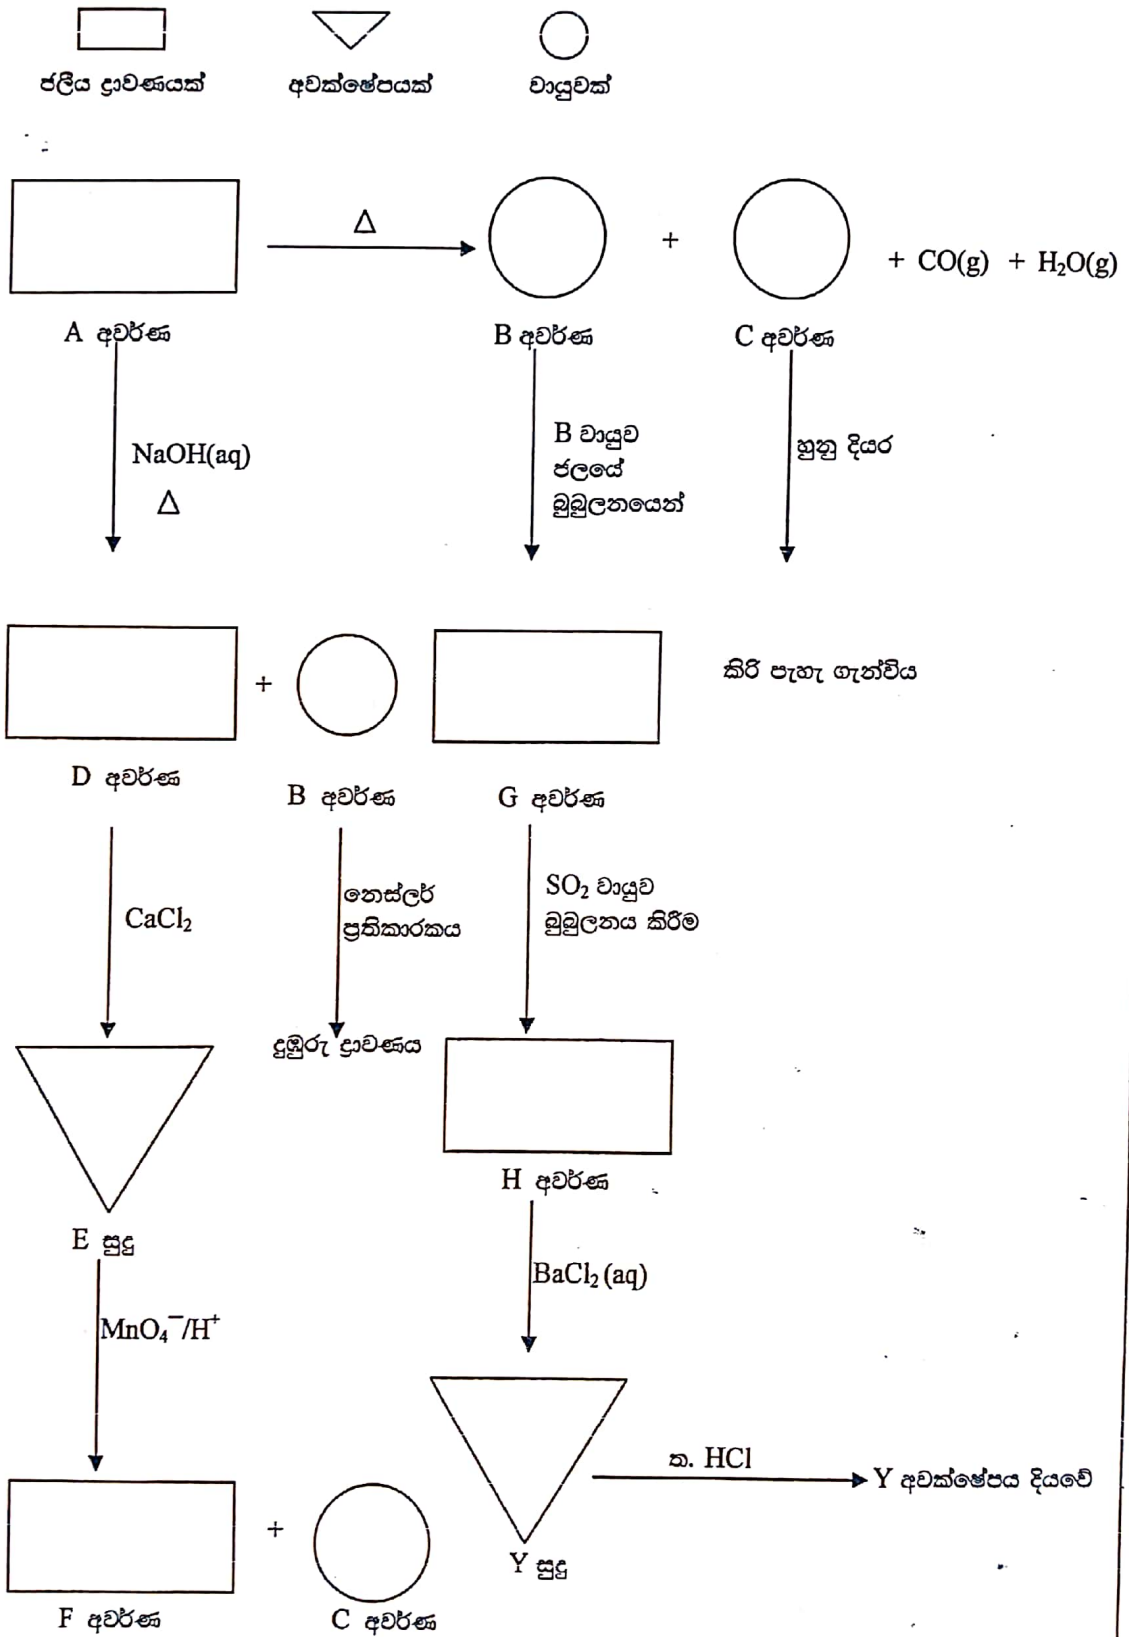 ජලීය ද්‍රාවණයක්
අවක්ෂේපයක්
වායුවක්
Δ
+
+ CO(g) + H₂O(g)
A අවර්ණ
B අවර්ණ
C අවර්ණ
NaOH(aq)
Δ
B වායුව
ජලයේ
බුබුලනයෙන්
හුනු දියර
+
කිරි පැහැ ගැන්විය
D අවර්ණ
B අවර්ණ
G අවර්ණ
CaCl₂
නෙස්ලර්
ප්‍රතිකාරකය
SO₂ වායුව
බුබුලනය කිරීම
දුඹුරු ද්‍රාවණය
H අවර්ණ
E සුදු
BaCl₂ (aq)
MnO₄⁻/H⁺
ත. HCl
Y අවක්ෂේපය දියවේ
+
Y සුදු
F අවර්ණ
C අවර්ණ